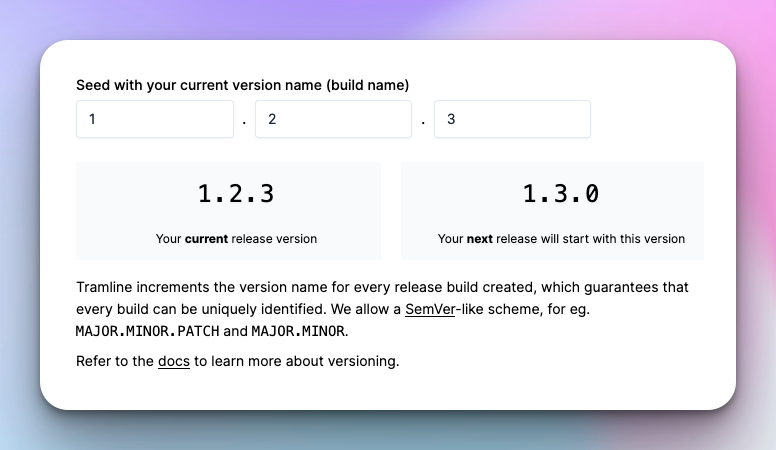 Seed with your current version name (build name)
1 . 2 . 3
1.2.3
Your current release version
1.3.0
Your next release will start with this version
Tramline increments the version name for every release build created, which guarantees that
every build can be uniquely identified. We allow a SemVer-like scheme, for eg.
MAJOR.MINOR.PATCH and MAJOR.MINOR.
Refer to the docs to learn more about versioning.